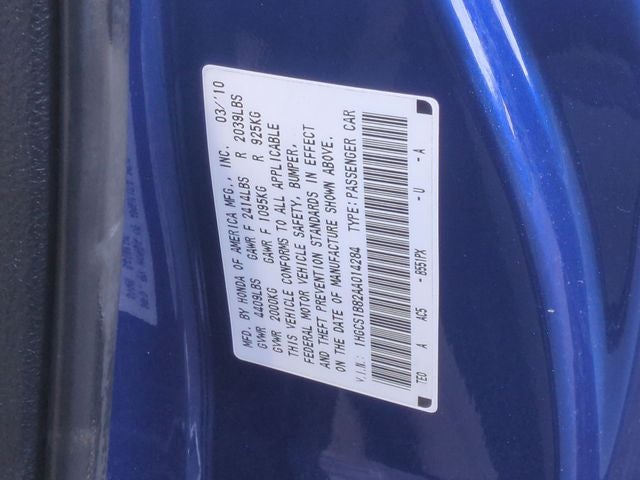 MFD. BY HONDA OF AMERICA MFG., INC. 03/'10
GVWR 4409LBS GAWR F 2414LBS R 2039LBS
GVWR 2000KG GAWR F 1095KG R 925KG
THIS VEHICLE CONFORMS TO ALL APPLICABLE
FEDERAL MOTOR VEHICLE SAFETY, BUMPER,
AND THEFT PREVENTION STANDARDS IN EFFECT
ON THE DATE OF MANUFACTURE SHOWN ABOVE.
V.I.N.: 1HGCS1B82AA014284 TYPE: PASSENGER CAR
TE0 A AC5 - B551PX - U - A